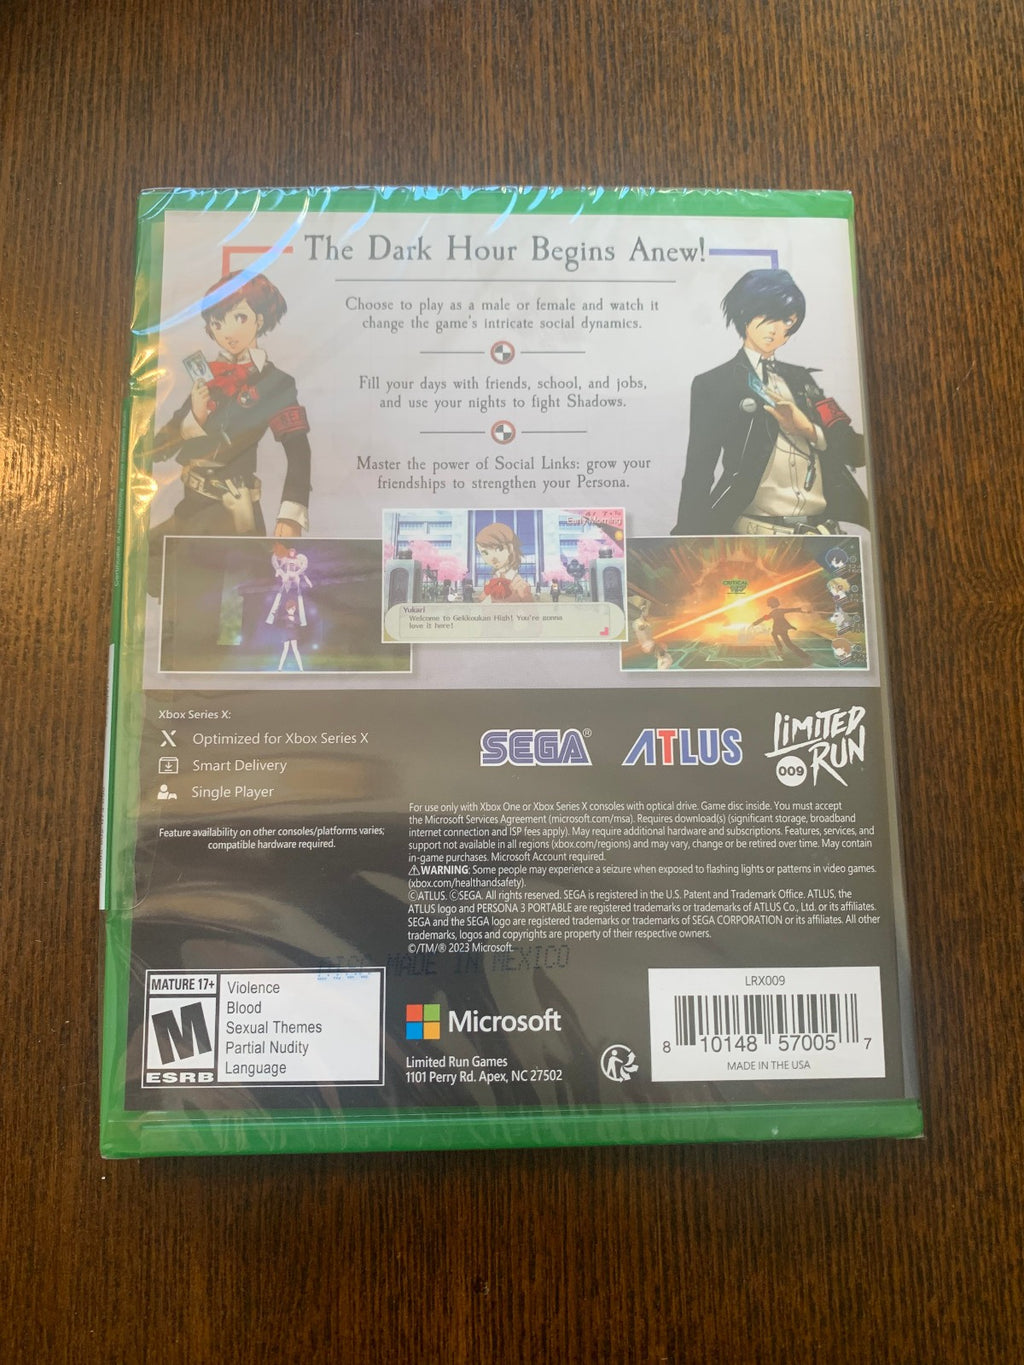 The Dark Hour Begins Anew!
Choose to play as a male or female and watch it
change the game's intricate social dynamics.
Fill your days with friends, school, and jobs,
and use your nights to fight Shadows.
Master the power of Social Links: grow your
friendships to strengthen your Persona.
Early Morning
Yukari
Welcome to Gekkoukan High! You're gonna
love it here!
CRITICAL
Xbox Series X:
Optimized for Xbox Series X
Smart Delivery
Single Player
Feature availability on other consoles/platforms varies;
compatible hardware required.
SEGA®
ATLUS
LIMITED
RUN
009
For use only with Xbox One or Xbox Series X consoles with optical drive. Game disc inside. You must accept
the Microsoft Services Agreement (microsoft.com/msa). Requires download(s) (significant storage, broadband
internet connection and ISP fees apply). May require additional hardware and subscriptions. Features, services, and
support not available in all regions (xbox.com/regions) and may vary, change or be retired over time. May contain
in-game purchases. Microsoft Account required.
⚠WARNING: Some people may experience a seizure when exposed to flashing lights or patterns in video games.
(xbox.com/healthandsafety).
©ATLUS. ©SEGA. All rights reserved. SEGA is registered in the U.S. Patent and Trademark Office. ATLUS, the
ATLUS logo and PERSONA 3 PORTABLE are registered trademarks or trademarks of ATLUS Co., Ltd. or its affiliates.
SEGA and the SEGA logo are registered trademarks or trademarks of SEGA CORPORATION or its affiliates. All other
trademarks, logos and copyrights are property of their respective owners.
©/TM/® 2023 Microsoft.
DISC MADE IN MEXICO
MATURE 17+
M
ESRB
Violence
Blood
Sexual Themes
Partial Nudity
Language
Microsoft
Limited Run Games
1101 Perry Rd. Apex, NC 27502
LRX009
8 10148 57005 7
MADE IN THE USA